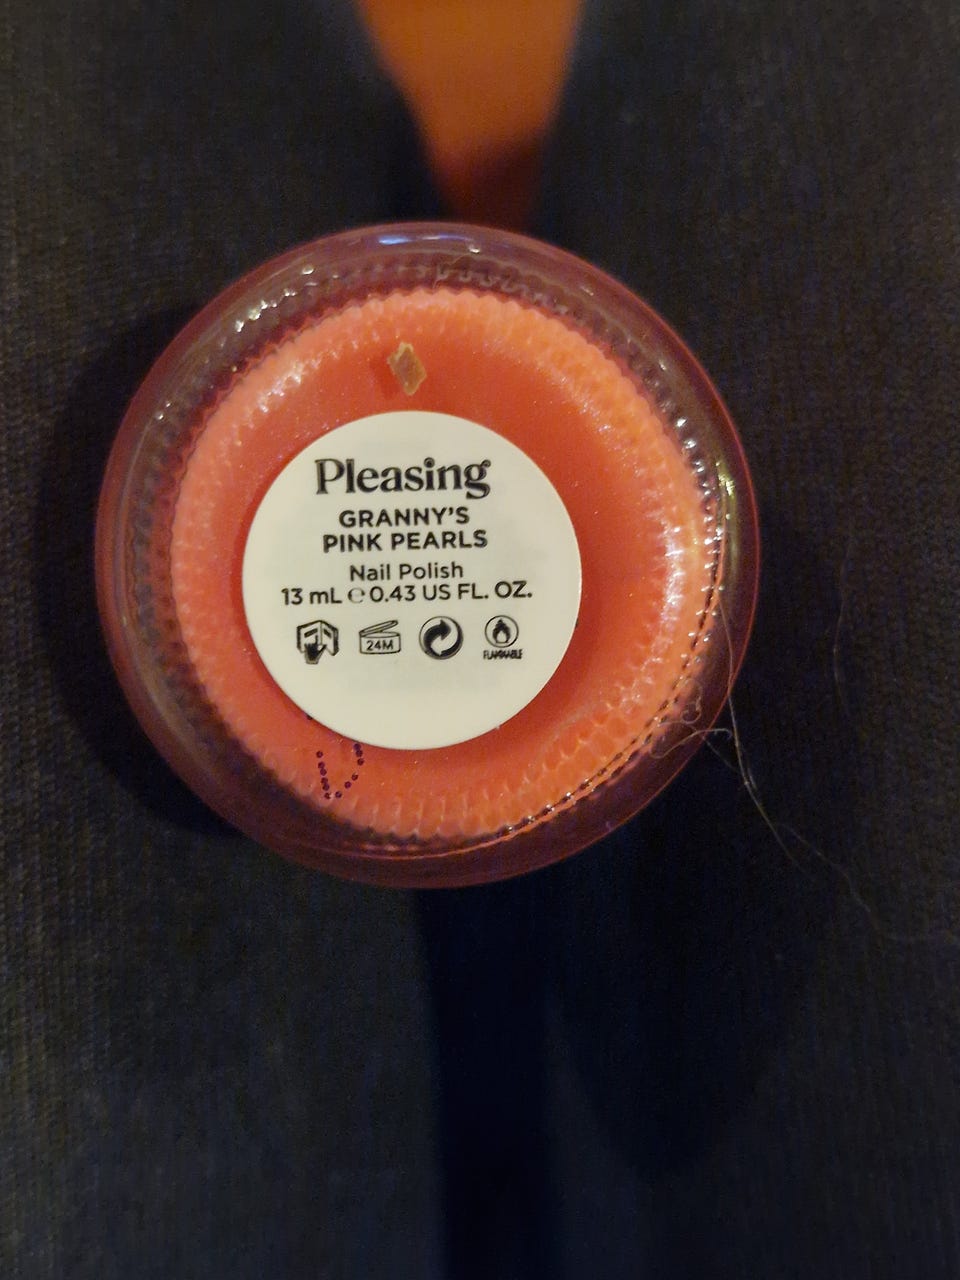 Pleasing
GRANNY'S
PINK PEARLS
Nail Polish
13 mL ℮ 0.43 US FL. OZ.
24M
FLAMMABLE